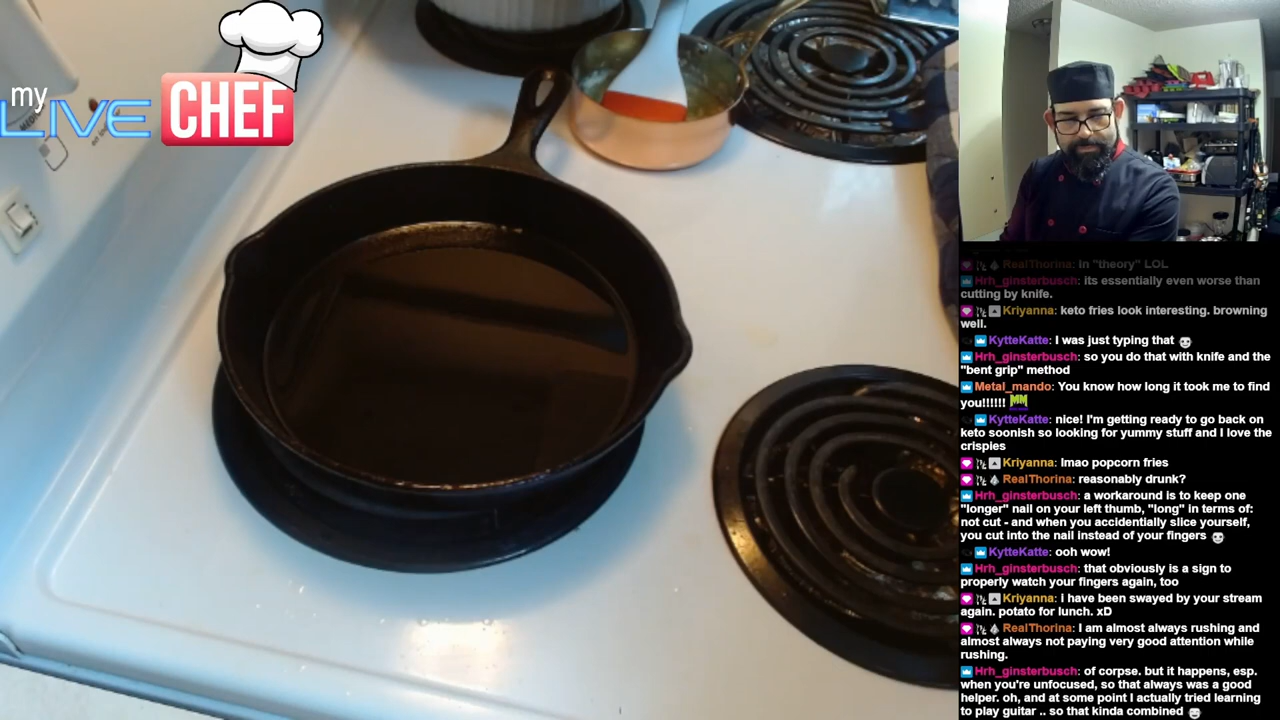 my
LIVE CHEF
RealThorina: In "theory" LOL
Hrh_ginsterbusch: its essentially even worse than
cutting by knife.
Kriyanna: keto fries look interesting. browning
well.
KytteKatte: I was just typing that
Hrh_ginsterbusch: so you do that with knife and the
"bent grip" method
Metal_mando: You know how long it took me to find
you!!!!!! MM
KytteKatte: nice! I'm getting ready to go back on
keto soonish so looking for yummy stuff and I love the
crispies
Kriyanna: lmao popcorn fries
RealThorina: reasonably drunk?
Hrh_ginsterbusch: a workaround is to keep one
"longer" nail on your left thumb, "long" in terms of:
not cut - and when you accidentially slice yourself,
you cut into the nail instead of your fingers
KytteKatte: ooh wow!
Hrh_ginsterbusch: that obviously is a sign to
properly watch your fingers again, too
Kriyanna: i have been swayed by your stream
again. potato for lunch. xD
RealThorina: I am almost always rushing and
almost always not paying very good attention while
rushing.
Hrh_ginsterbusch: of corpse. but it happens, esp.
when you're unfocused, so that always was a good
helper. oh, and at some point I actually tried learning
to play guitar .. so that kinda combined